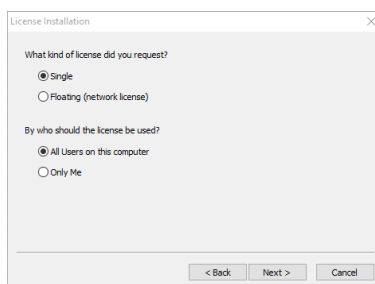 License Installation
What kind of license did you request?
Single
Floating (network license)
By who should the license be used?
All Users on this computer
Only Me
< Back Next > Cancel